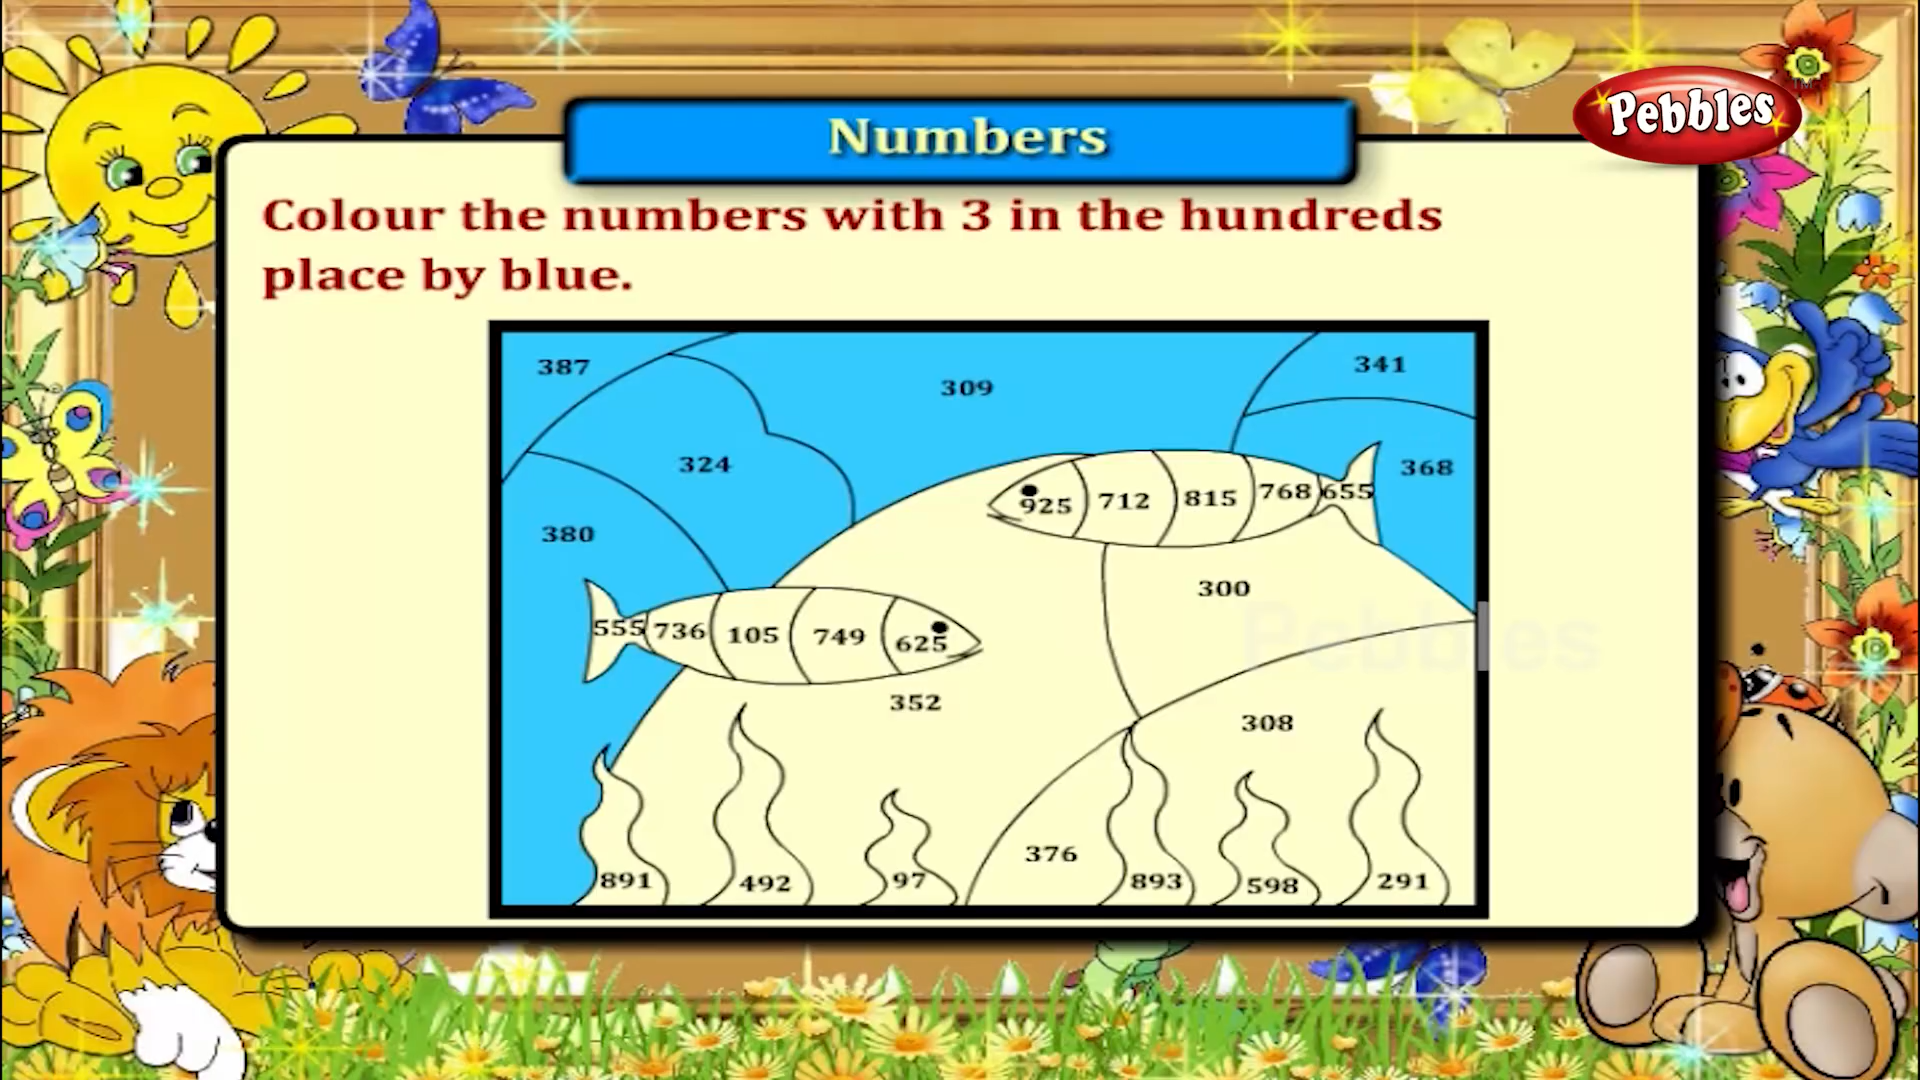 Pebbles
TM
Numbers
Colour the numbers with 3 in the hundreds
place by blue.
387
309
341
324
368
380
925 712 815 768 655
300
555 736 105 749 625
Pebbles
352
308
376
891 492 97 893 598 291